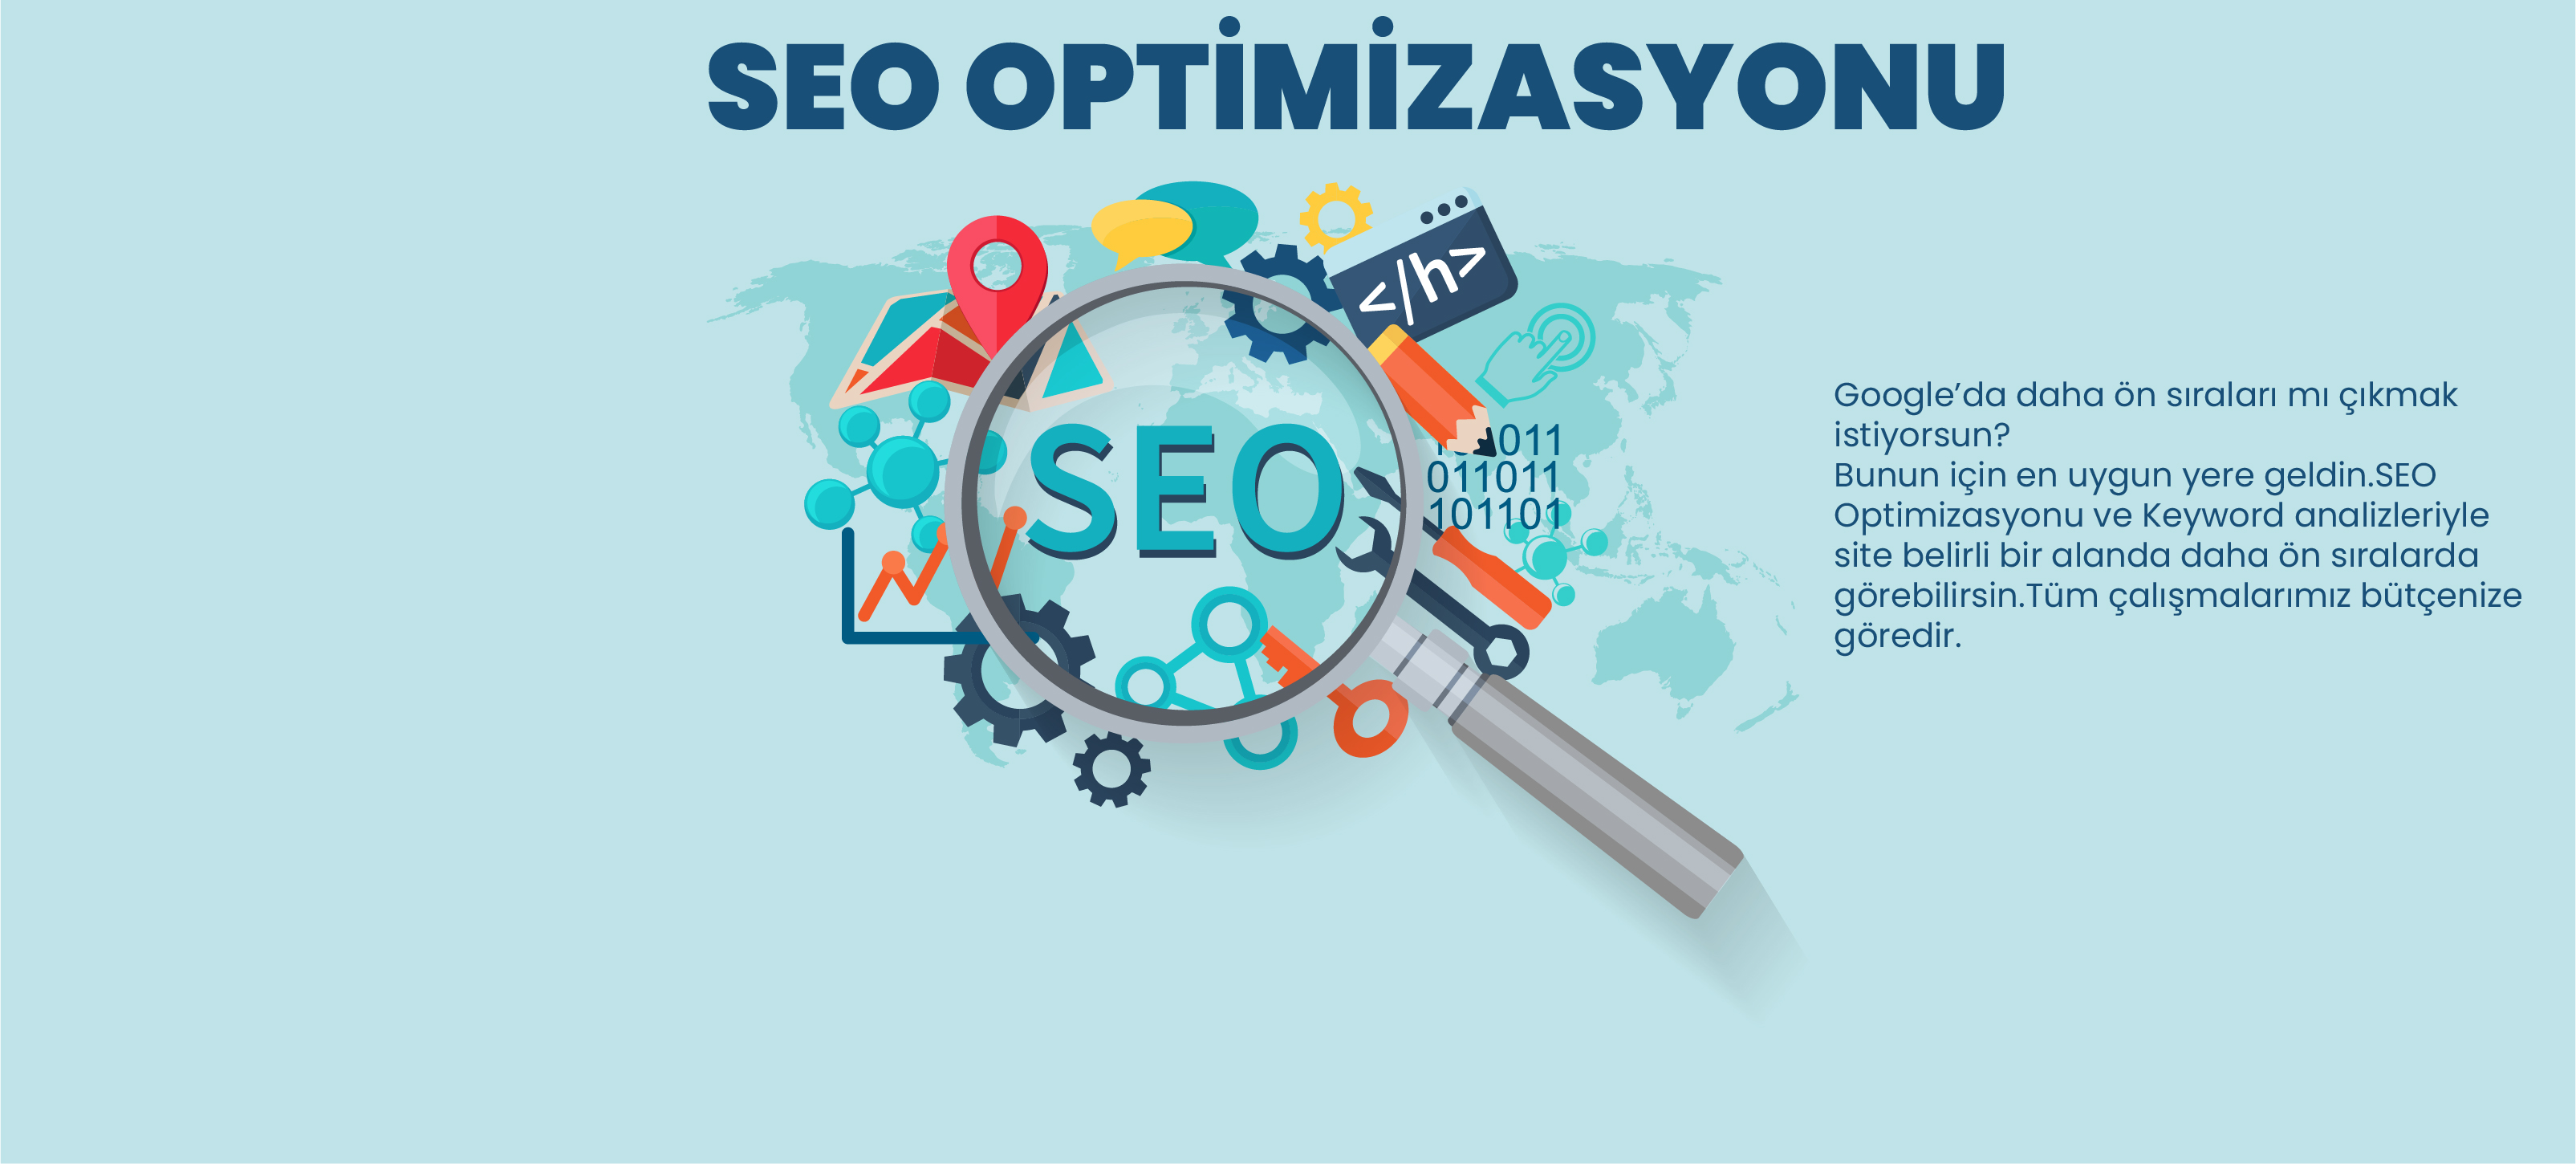 SEO OPTİMİZASYONU
</h>
SEO
011
011011
101101
Google’da daha ön sıraları mı çıkmak
istiyorsun?
Bunun için en uygun yere geldin.SEO
Optimizasyonu ve Keyword analizleriyle
site belirli bir alanda daha ön sıralarda
görebilirsin.Tüm çalışmalarımız bütçenize
göredir.